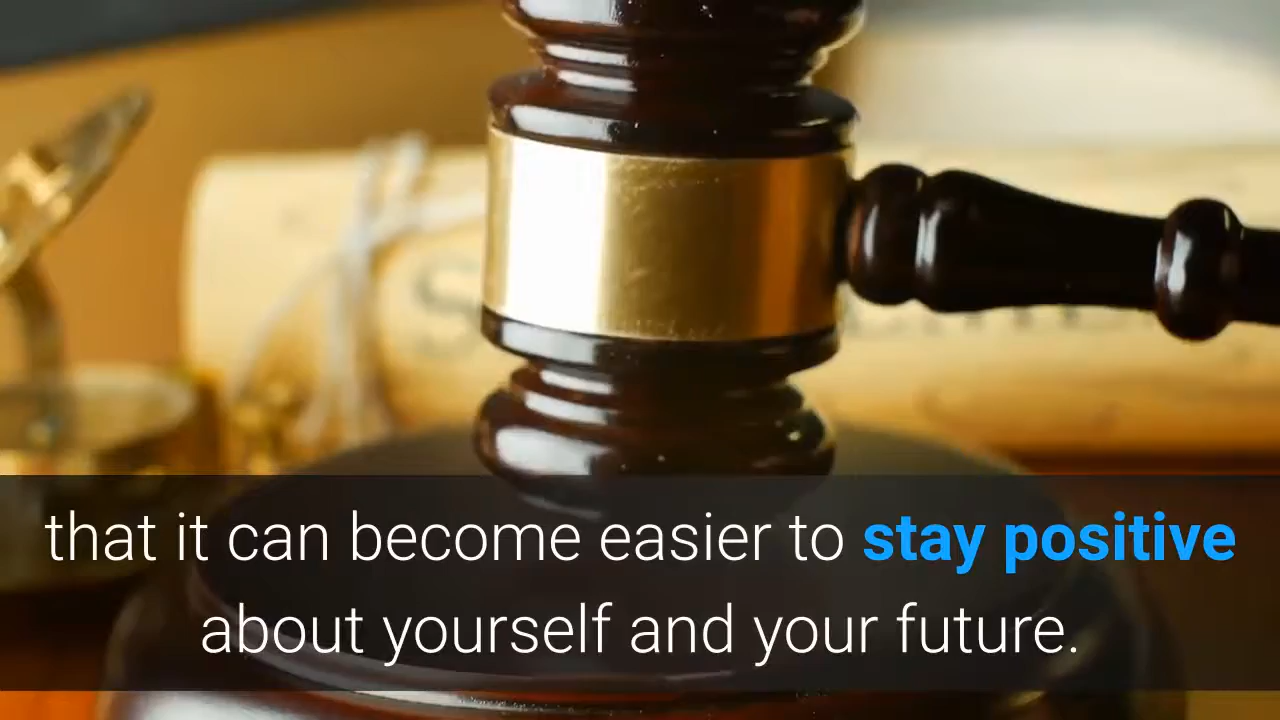 that it can become easier to stay positive
about yourself and your future.